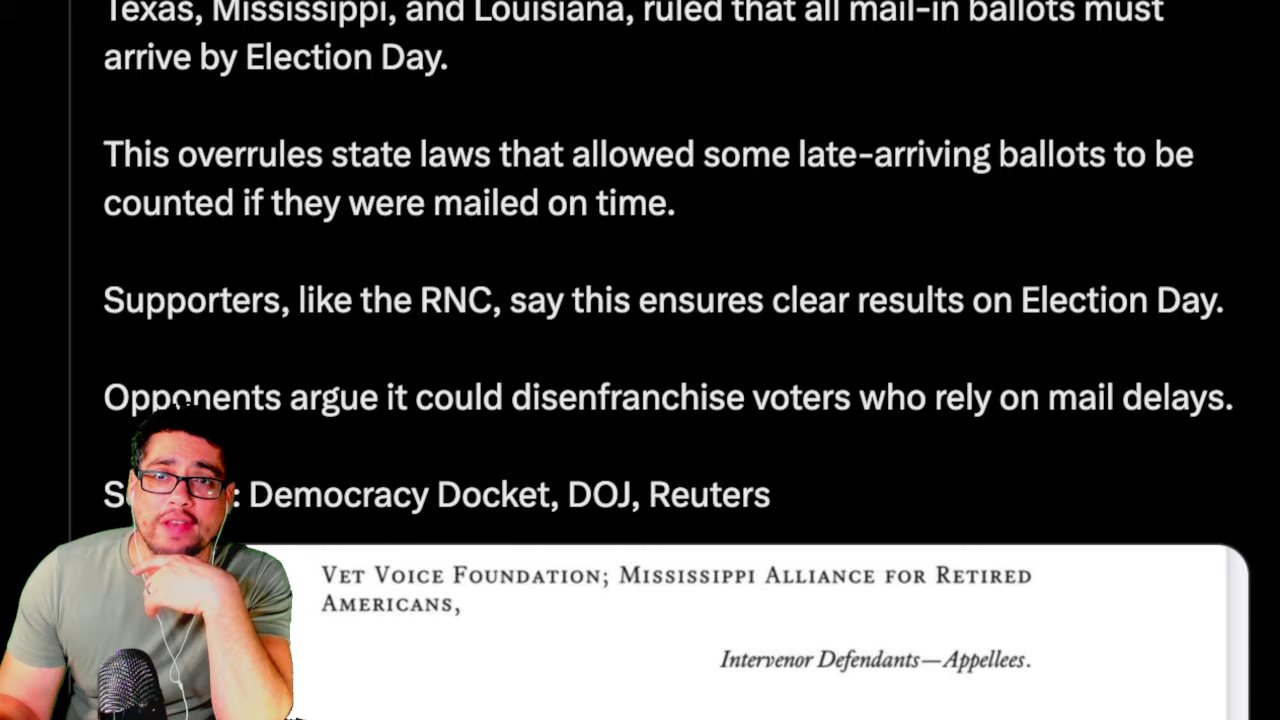 Texas, Mississippi, and Louisiana, ruled that all mail-in ballots must
arrive by Election Day.
This overrules state laws that allowed some late-arriving ballots to be
counted if they were mailed on time.
Supporters, like the RNC, say this ensures clear results on Election Day.
Opponents argue it could disenfranchise voters who rely on mail delays.
: Democracy Docket, DOJ, Reuters
VET VOICE FOUNDATION; MISSISSIPPI ALLIANCE FOR RETIRED
AMERICANS,
Intervenor Defendants—Appellees.